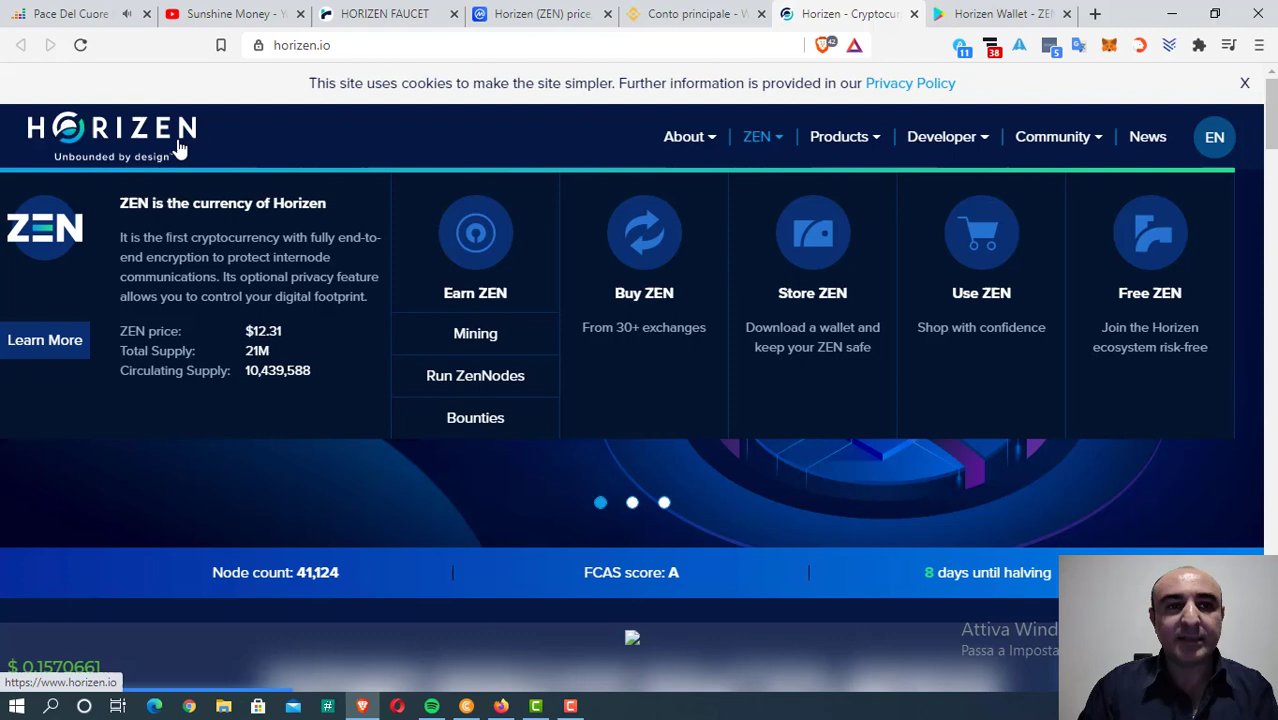 Pace Del Cuore
Sunshine Money - Y
HORIZEN FAUCET
Horizen (ZEN) price,
Conto principale - W
Horizen - Cryptocur
Horizen Wallet - ZEN
horizen.io
42
11
38
5
This site uses cookies to make the site simpler. Further information is provided in our Privacy Policy
X
HORIZEN
Unbounded by design
About
ZEN
Products
Developer
Community
News
EN
ZEN
ZEN is the currency of Horizen
It is the first cryptocurrency with fully end-to-
end encryption to protect internode
communications. Its optional privacy feature
allows you to control your digital footprint.
ZEN price: $12.31
Total Supply: 21M
Circulating Supply: 10,439,588
Learn More
Earn ZEN
Mining
Run ZenNodes
Bounties
Buy ZEN
From 30+ exchanges
Store ZEN
Download a wallet and
keep your ZEN safe
Use ZEN
Shop with confidence
Free ZEN
Join the Horizen
ecosystem risk-free
Node count: 41,124
FCAS score: A
8 days until halving
Attiva Wind
Passa a Imposta
$ 0.1570661
https://www.horizen.io